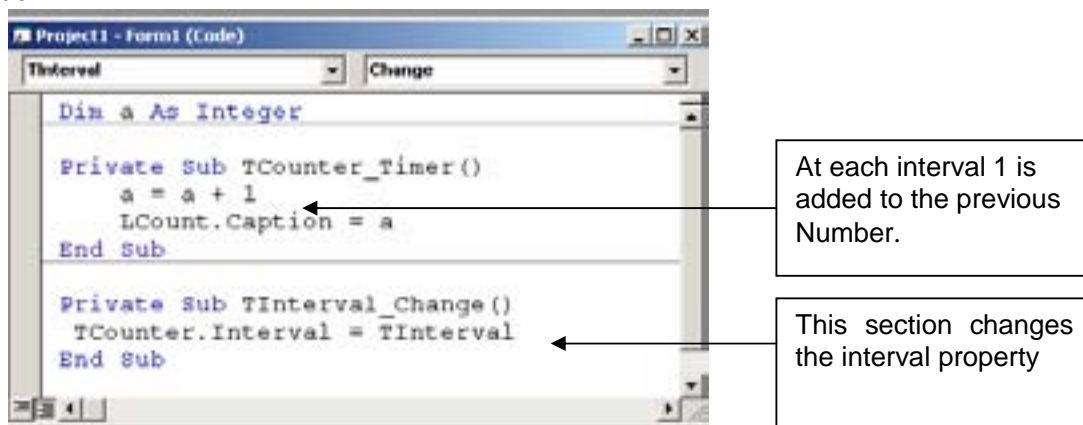 Project1 - Form1 (Code)
TInterval Change
Dim a As Integer
Private Sub TCounter_Timer()
a = a + 1
LCount.Caption = a
End Sub
Private Sub TInterval_Change()
TCounter.Interval = TInterval
End Sub
At each interval 1 is
added to the previous
Number.
This section changes
the interval property